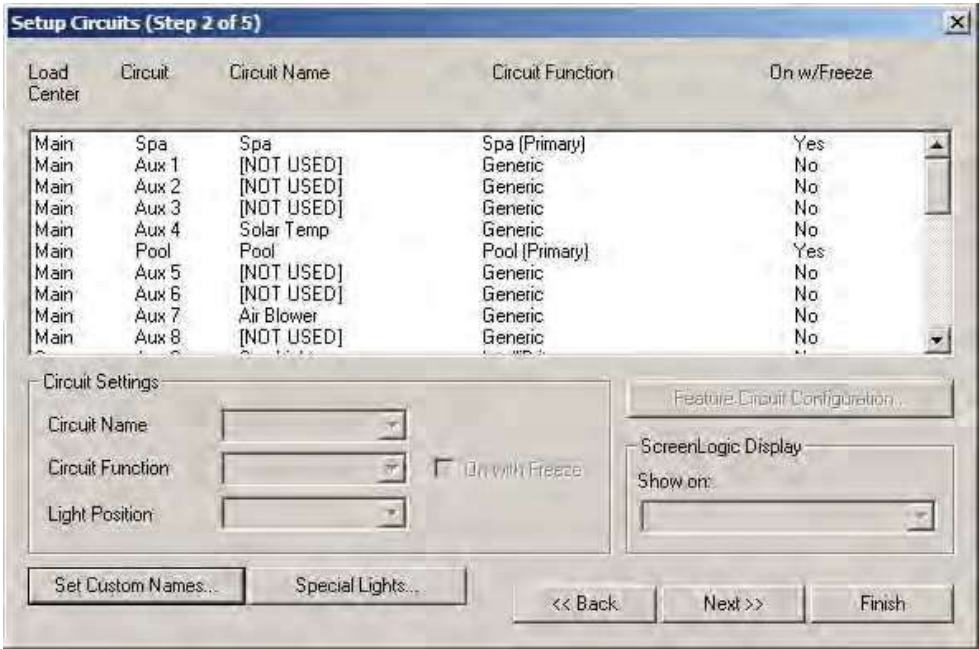 Setup Circuits (Step 2 of 5)
Load Center Circuit Circuit Name Circuit Function On w/Freeze
Main Spa Spa Spa (Primary) Yes
Main Aux 1 [NOT USED] Generic No
Main Aux 2 [NOT USED] Generic No
Main Aux 3 [NOT USED] Generic No
Main Aux 4 Solar Temp Generic No
Main Pool Pool Pool (Primary) Yes
Main Aux 5 [NOT USED] Generic No
Main Aux 6 [NOT USED] Generic No
Main Aux 7 Air Blower Generic No
Main Aux 8 [NOT USED] Generic No
Circuit Settings
Circuit Name
Circuit Function
On with Freeze
Light Position
Feature Circuit Configuration...
ScreenLogic Display
Show on:
Set Custom Names...
Special Lights...
<< Back
Next >>
Finish